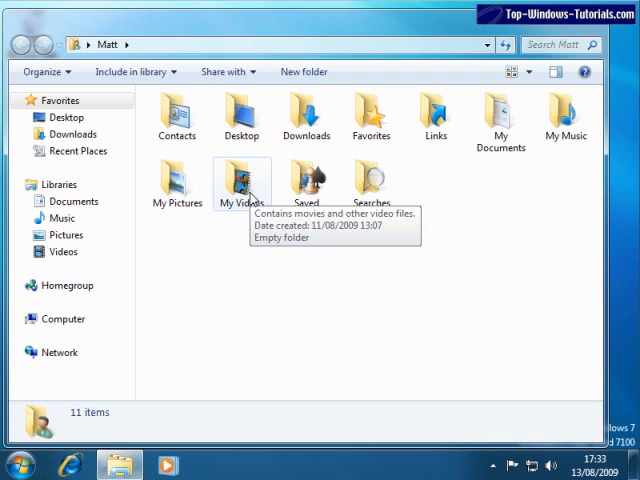 Top-Windows-Tutorials.com
Matt
Search Matt
Organize
Include in library
Share with
New folder
Favorites
Desktop
Downloads
Recent Places
Libraries
Documents
Music
Pictures
Videos
Homegroup
Computer
Network
Contacts
Desktop
Downloads
Favorites
Links
My
Documents
My Music
My Pictures
My Videos
Saved
Searches
Contains movies and other video files.
Date created: 11/08/2009 13:07
Empty folder
11 items
7
7100
17:33
13/08/2009